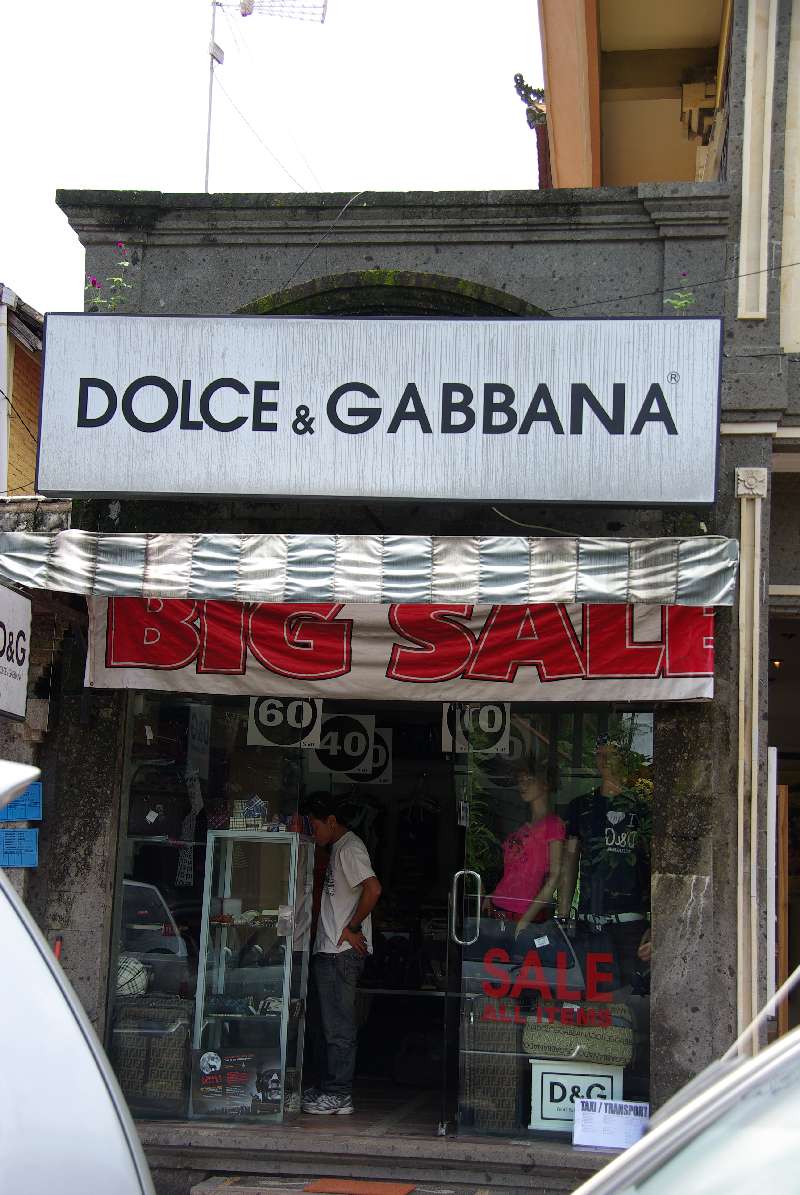 DOLCE & GABBANA®
BIG SALE
D&G
60
40
SALE
ALL ITEMS
I
D&G
D&G
TAXI / TRANSPORT